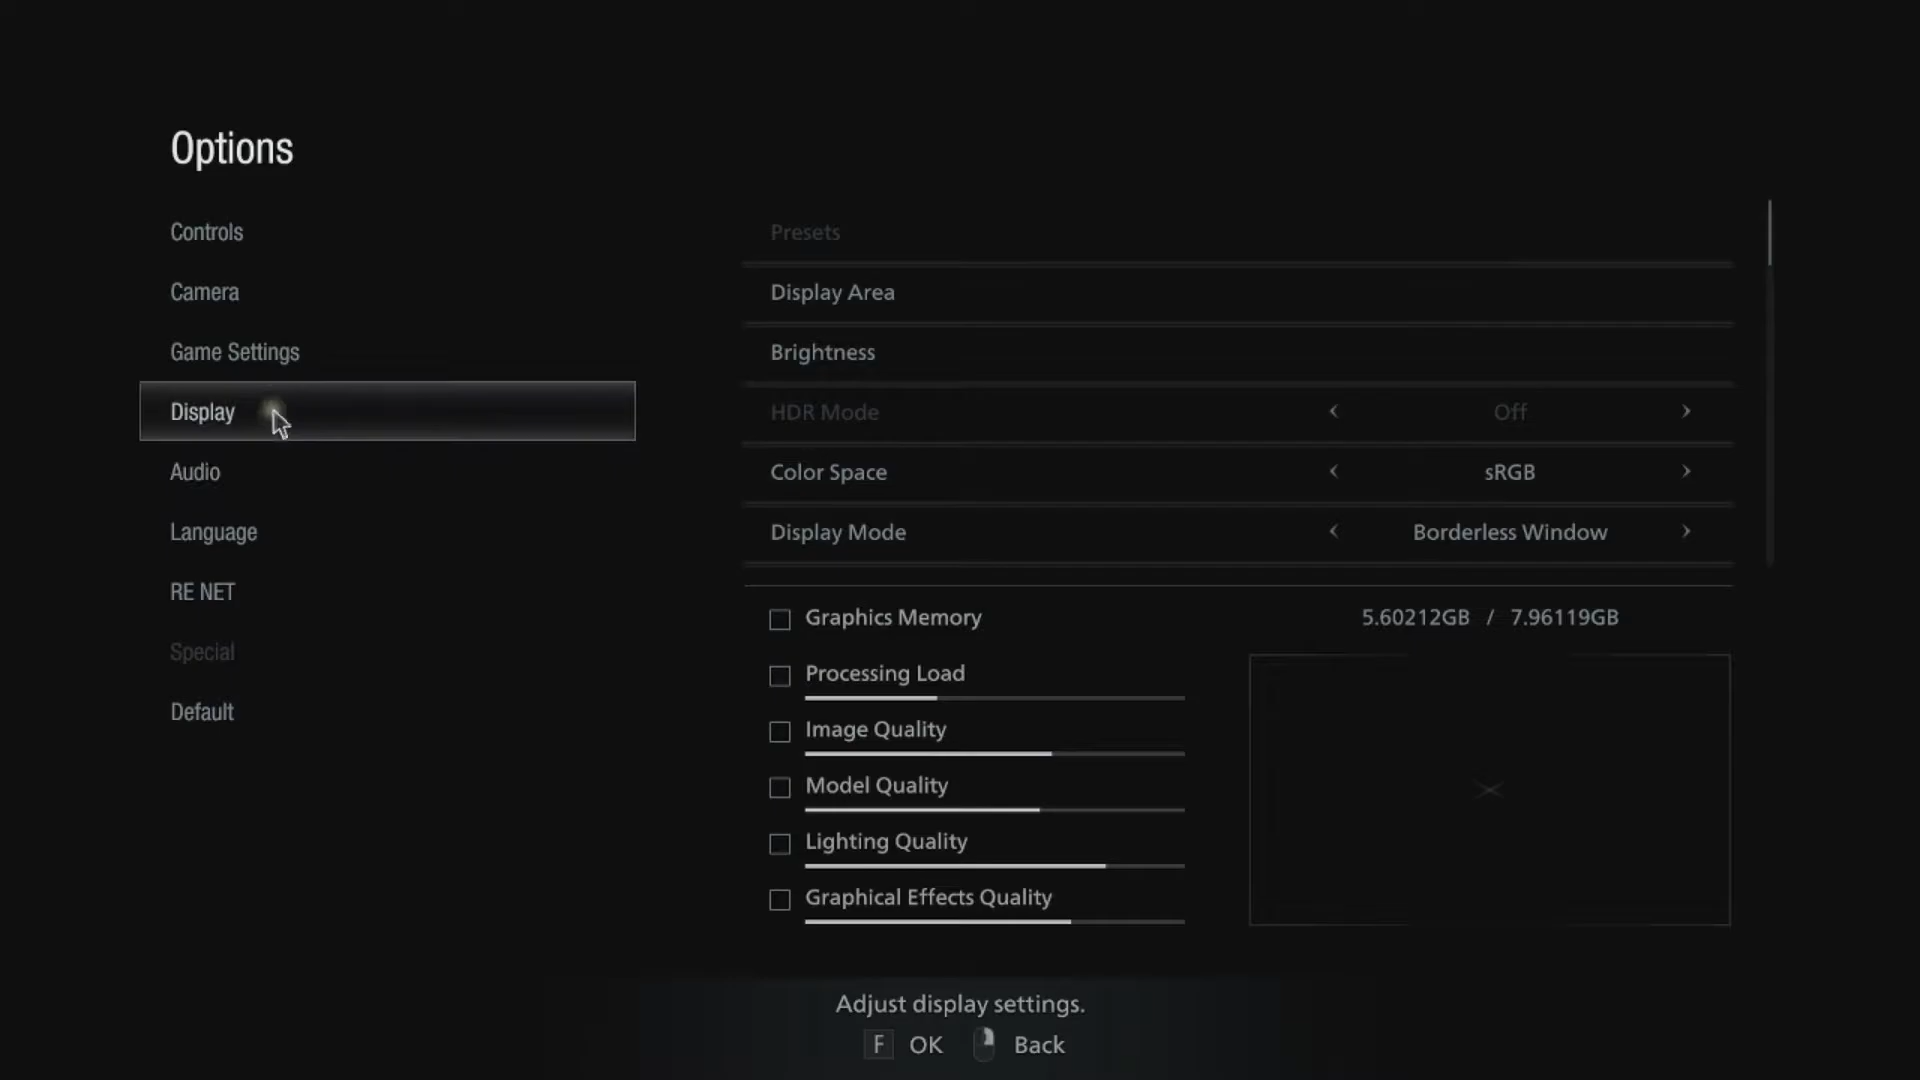 Options
Controls
Camera
Game Settings
Display
Audio
Language
RE NET
Special
Default
Presets
Display Area
Brightness
HDR Mode Off
Color Space sRGB
Display Mode Borderless Window
Graphics Memory 5.60212GB / 7.96119GB
Processing Load
Image Quality
Model Quality
Lighting Quality
Graphical Effects Quality
Adjust display settings.
F OK Back